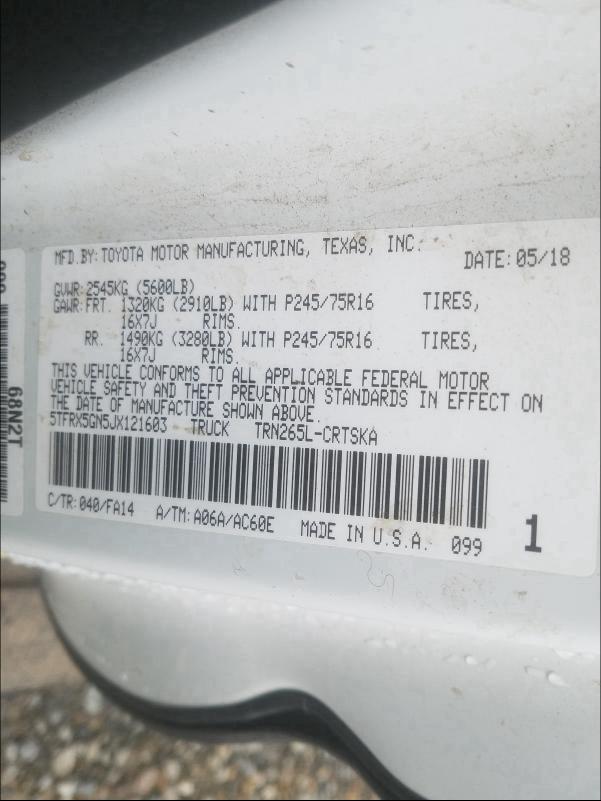 MFD.BY:TOYOTA MOTOR MANUFACTURING, TEXAS, INC. DATE:05/18
GVWR:2545KG (5600LB)
GAWR:FRT. 1320KG (2910LB) WITH P245/75R16 TIRES,
16X7J RIMS.
RR. 1490KG (3280LB) WITH P245/75R16 TIRES,
16X7J RIMS.
THIS VEHICLE CONFORMS TO ALL APPLICABLE FEDERAL MOTOR
VEHICLE SAFETY AND THEFT PREVENTION STANDARDS IN EFFECT ON
THE DATE OF MANUFACTURE SHOWN ABOVE.
5TFRX5GN5JX121603 TRUCK TRN265L-CRTSKA
C/TR:040/FA14 A/TM:A06A/AC60E MADE IN U.S.A. 099 1
68N2T